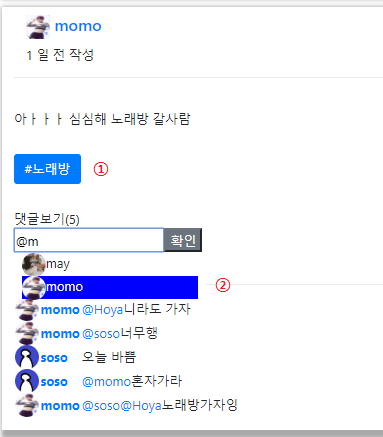 momo
1 일 전 작성
아ㅏㅏㅏ 심심해 노래방 갈사람
#노래방 ①
댓글보기(5)
@m 확인
may
momo ②
momo @Hoya니라도 가자
momo @soso너무행
soso 오늘 바쁨
soso @momo혼자가라
momo @soso@Hoya노래방가자잉